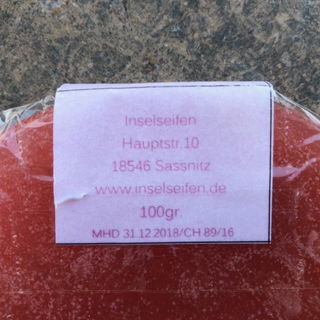 Inselseifen
Hauptstr.10
18546 Sassnitz
www.inselseifen.de
100gr.
MHD 31.12.2018/CH 89/16